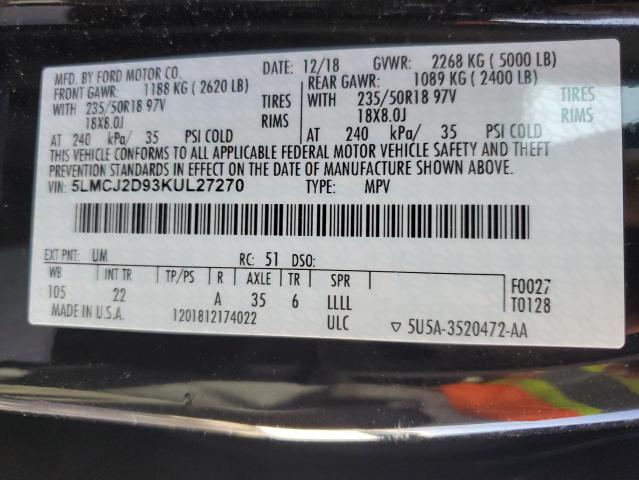 MFD. BY FORD MOTOR CO. DATE: 12/18 GVWR: 2268 KG ( 5000 LB)
FRONT GAWR: 1188 KG ( 2620 LB) REAR GAWR: 1089 KG ( 2400 LB)
WITH 235/50R18 97V TIRES WITH 235/50R18 97V TIRES
18X8.0J RIMS 18X8.0J RIMS
AT 240 kPa/ 35 PSI COLD AT 240 kPa/ 35 PSI COLD
THIS VEHICLE CONFORMS TO ALL APPLICABLE FEDERAL MOTOR VEHICLE SAFETY AND THEFT
PREVENTION STANDARDS IN EFFECT ON THE DATE OF MANUFACTURE SHOWN ABOVE.
VIN: 5LMCJ2D93KUL27270 TYPE: MPV
EXT PNT: UM RC: 51 DSO:
WB INT TR TP/PS R AXLE TR SPR F0027
105 22 A 35 6 LLLL T0128
MADE IN U.S.A. 1201812174022 ULC ▽ 5U5A-3520472-AA